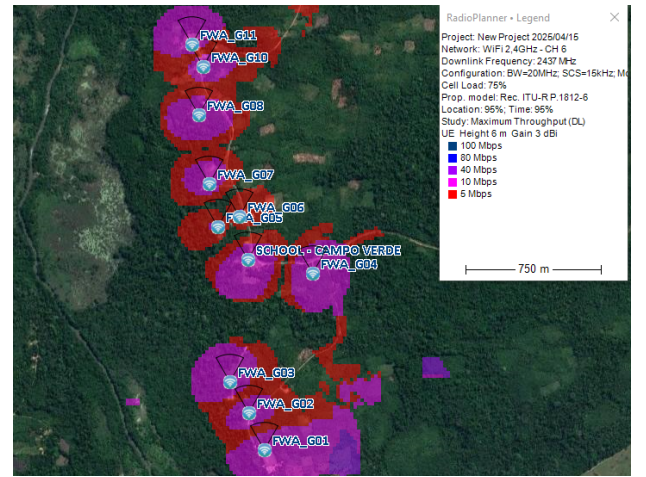 FWA_G11
FWA_G10
FWA_G08
FWA_G07
FWA_G06
FWA_G05
SCHOOL - CAMPO VERDE
FWA_G04
FWA_G03
FWA_G02
FWA_G01
RadioPlanner • Legend
Project: New Project 2025/04/15
Network: WiFi 2,4GHz - CH 6
Downlink Frequency: 2437 MHz
Configuration: BW=20MHz; SCS=15kHz;
Cell Load: 75%
Prop. model: Rec. ITU-R P.1812-6
Location: 95%; Time: 95%
Study: Maximum Throughput (DL)
UE Height 6 m Gain 3 dBi
100 Mbps
80 Mbps
40 Mbps
10 Mbps
5 Mbps
750 m